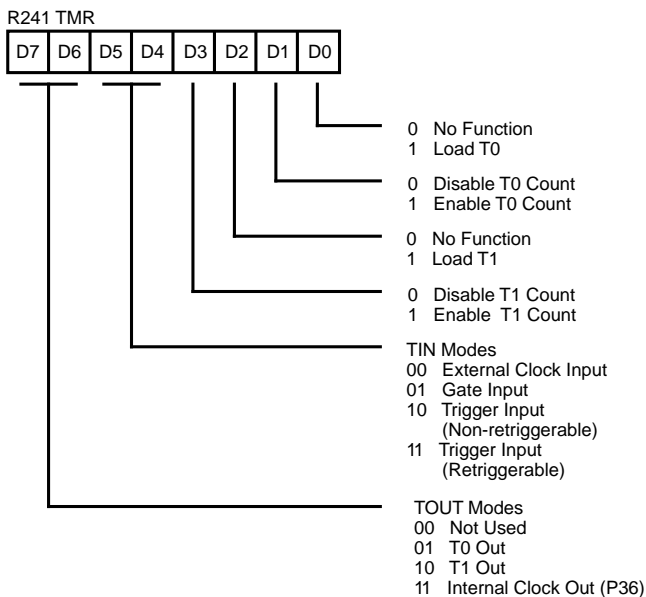 R241 TMR
D7 D6 D5 D4 D3 D2 D1 D0
0 No Function
1 Load T0
0 Disable T0 Count
1 Enable T0 Count
0 No Function
1 Load T1
0 Disable T1 Count
1 Enable T1 Count
TIN Modes
00 External Clock Input
01 Gate Input
10 Trigger Input
(Non-retriggerable)
11 Trigger Input
(Retriggerable)
TOUT Modes
00 Not Used
01 T0 Out
10 T1 Out
11 Internal Clock Out (P36)